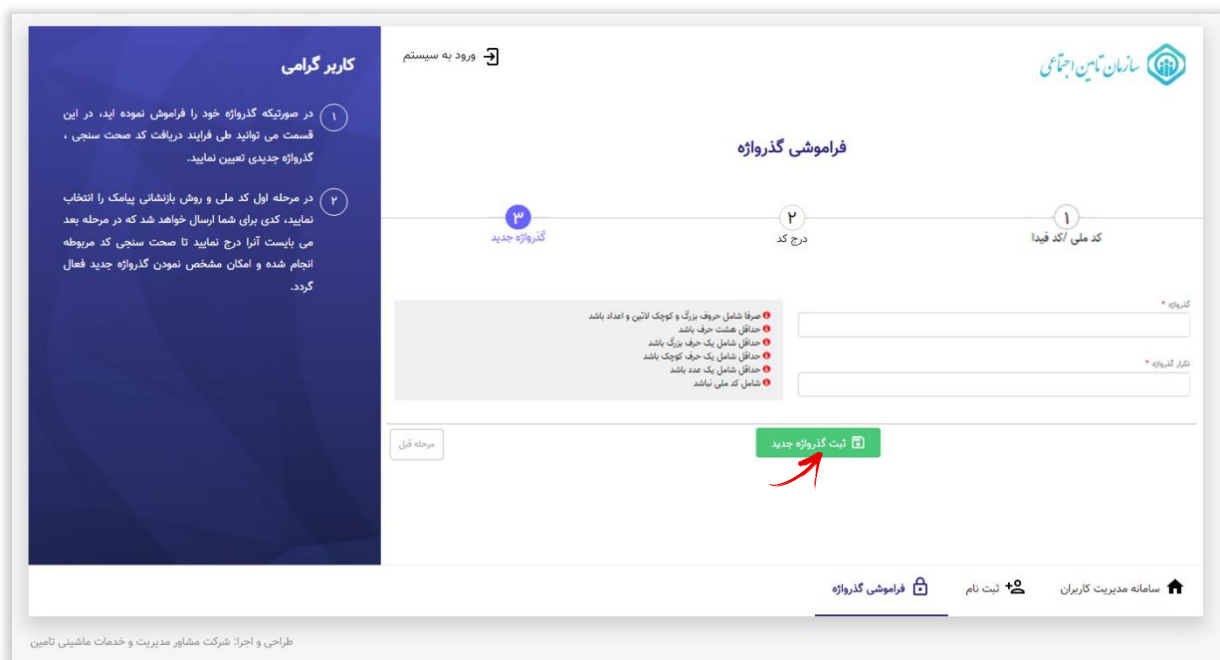 سازمان تامین اجتماعی
ورود به سیستم
فراموشی گذرواژه
۱
کد ملی /کد فیدا
۲
درج کد
۳
گذرواژه جدید
گذرواژه *
تکرار گذرواژه *
صرفا شامل حروف بزرگ و کوچک لاتین و اعداد باشد
حداقل هشت حرف باشد
حداقل شامل یک حرف بزرگ باشد
حداقل شامل یک حرف کوچک باشد
حداقل شامل یک عدد باشد
شامل کد ملی نباشد
ثبت گذرواژه جدید
مرحله قبل
کاربر گرامی
۱
در صورتیکه گذرواژه خود را فراموش نموده اید، در این
قسمت می توانید طی فرایند دریافت کد صحت سنجی ،
گذرواژه جدیدی تعیین نمایید.
۲
در مرحله اول کد ملی و روش بازنشانی پیامک را انتخاب
نمایید، کدی برای شما ارسال خواهد شد که در مرحله بعد
می بایست آنرا درج نمایید تا صحت سنجی کد مربوطه
انجام شده و امکان مشخص نمودن گذرواژه جدید فعال
گردد.
سامانه مدیریت کاربران
ثبت نام
فراموشی گذرواژه
طراحی و اجرا: شرکت مشاور مدیریت و خدمات ماشینی تامین